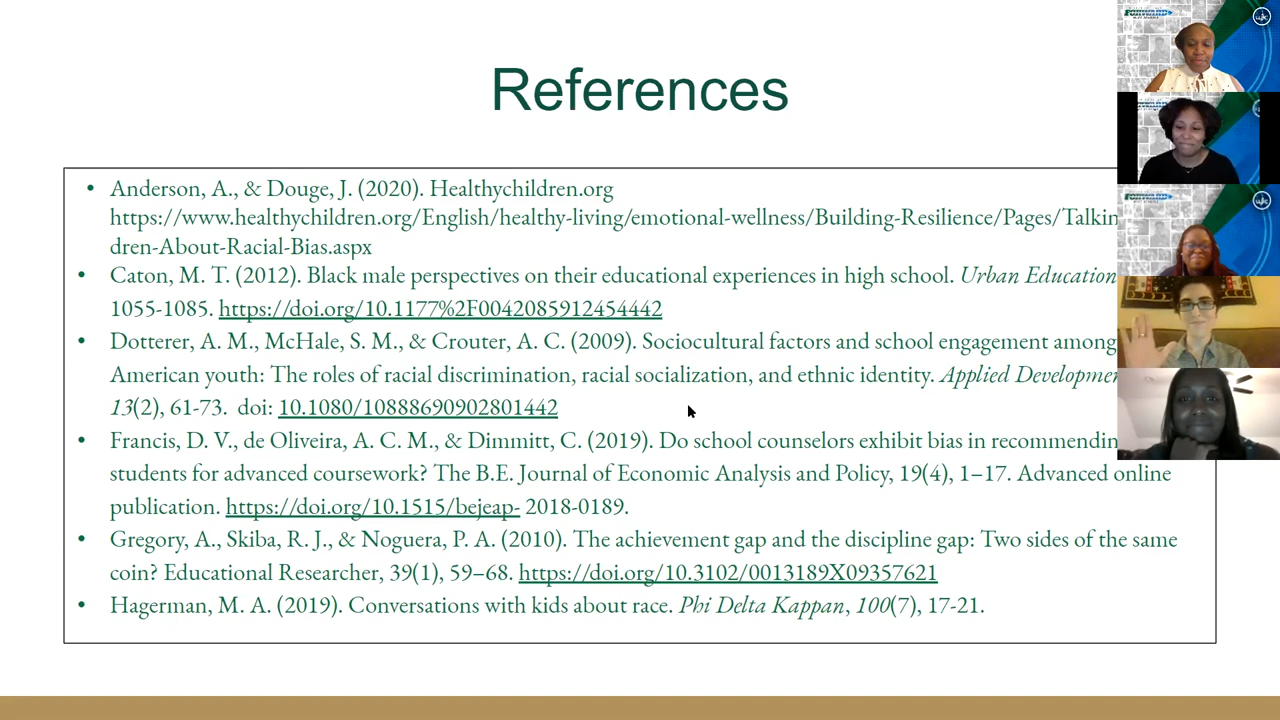 References
• Anderson, A., & Douge, J. (2020). Healthychildren.org
https://www.healthychildren.org/English/healthy-living/emotional-wellness/Building-Resilience/Pages/Talkin
dren-About-Racial-Bias.aspx
• Caton, M. T. (2012). Black male perspectives on their educational experiences in high school. Urban Education
1055-1085. https://doi.org/10.1177%2F0042085912454442
• Dotterer, A. M., McHale, S. M., & Crouter, A. C. (2009). Sociocultural factors and school engagement among
American youth: The roles of racial discrimination, racial socialization, and ethnic identity. Applied Developme
13(2), 61-73. doi: 10.1080/10888690902801442
• Francis, D. V., de Oliveira, A. C. M., & Dimmitt, C. (2019). Do school counselors exhibit bias in recommendin
students for advanced coursework? The B.E. Journal of Economic Analysis and Policy, 19(4), 1–17. Advanced online
publication. https://doi.org/10.1515/bejeap- 2018-0189.
• Gregory, A., Skiba, R. J., & Noguera, P. A. (2010). The achievement gap and the discipline gap: Two sides of the same
coin? Educational Researcher, 39(1), 59–68. https://doi.org/10.3102/0013189X09357621
• Hagerman, M. A. (2019). Conversations with kids about race. Phi Delta Kappan, 100(7), 17-21.
FORWARD